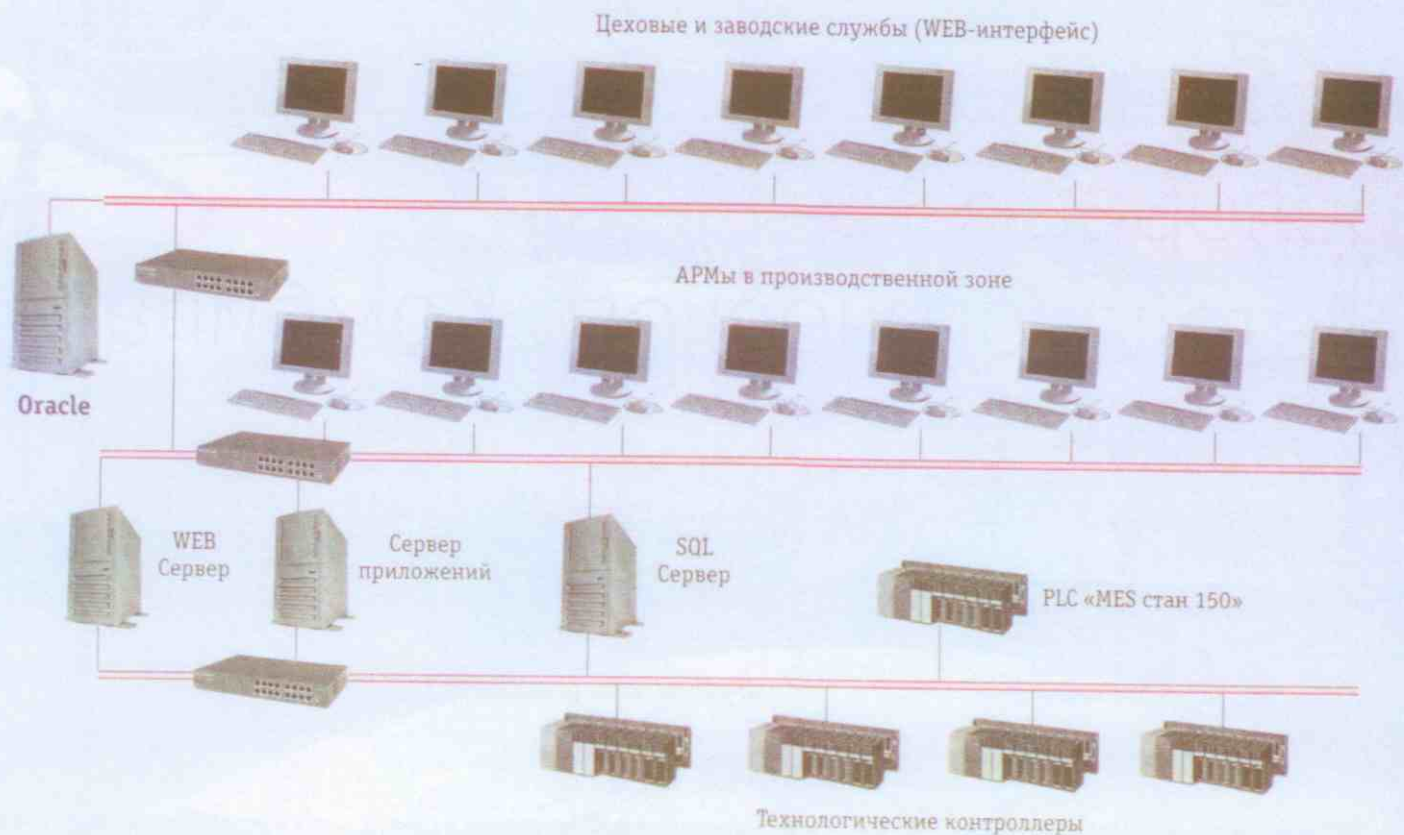 Цеховые и заводские службы (WEB-интерфейс)
АРМы в производственной зоне
Oracle
WEB
Сервер
Сервер
приложений
SQL
Сервер
PLC «MES стан 150»
Технологические контроллеры